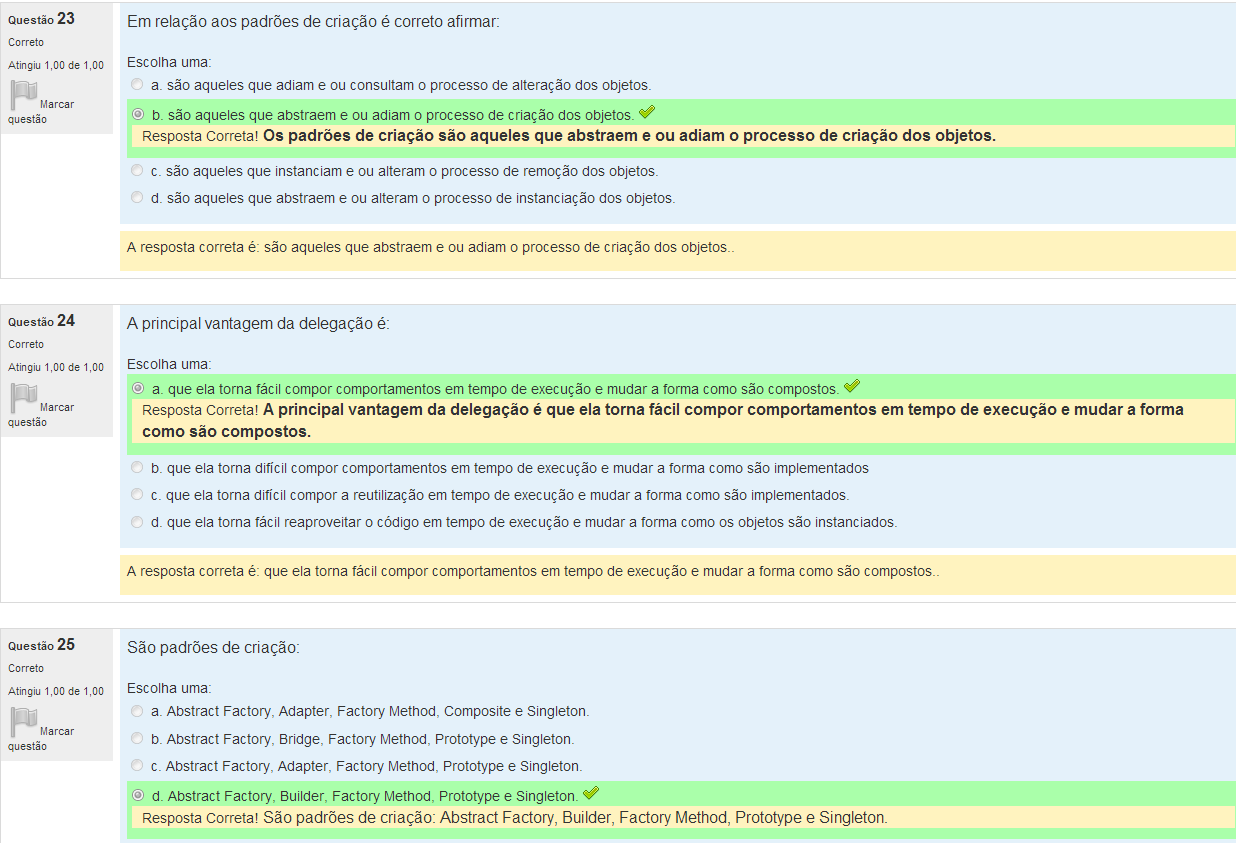 Questão 23
Correto
Atingiu 1,00 de 1,00
Marcar
questão
Em relação aos padrões de criação é correto afirmar:
Escolha uma:
a. são aqueles que adiam e ou consultam o processo de alteração dos objetos.
b. são aqueles que abstraem e ou adiam o processo de criação dos objetos.
Resposta Correta! Os padrões de criação são aqueles que abstraem e ou adiam o processo de criação dos objetos.
c. são aqueles que instanciam e ou alteram o processo de remoção dos objetos.
d. são aqueles que abstraem e ou alteram o processo de instanciação dos objetos.
A resposta correta é: são aqueles que abstraem e ou adiam o processo de criação dos objetos..
Questão 24
Correto
Atingiu 1,00 de 1,00
Marcar
questão
A principal vantagem da delegação é:
Escolha uma:
a. que ela torna fácil compor comportamentos em tempo de execução e mudar a forma como são compostos.
Resposta Correta! A principal vantagem da delegação é que ela torna fácil compor comportamentos em tempo de execução e mudar a forma
como são compostos.
b. que ela torna difícil compor comportamentos em tempo de execução e mudar a forma como são implementados
c. que ela torna difícil compor a reutilização em tempo de execução e mudar a forma como são implementados.
d. que ela torna fácil reaproveitar o código em tempo de execução e mudar a forma como os objetos são instanciados.
A resposta correta é: que ela torna fácil compor comportamentos em tempo de execução e mudar a forma como são compostos..
Questão 25
Correto
Atingiu 1,00 de 1,00
Marcar
questão
São padrões de criação:
Escolha uma:
a. Abstract Factory, Adapter, Factory Method, Composite e Singleton.
b. Abstract Factory, Bridge, Factory Method, Prototype e Singleton.
c. Abstract Factory, Adapter, Factory Method, Prototype e Singleton.
d. Abstract Factory, Builder, Factory Method, Prototype e Singleton.
Resposta Correta! São padrões de criação: Abstract Factory, Builder, Factory Method, Prototype e Singleton.